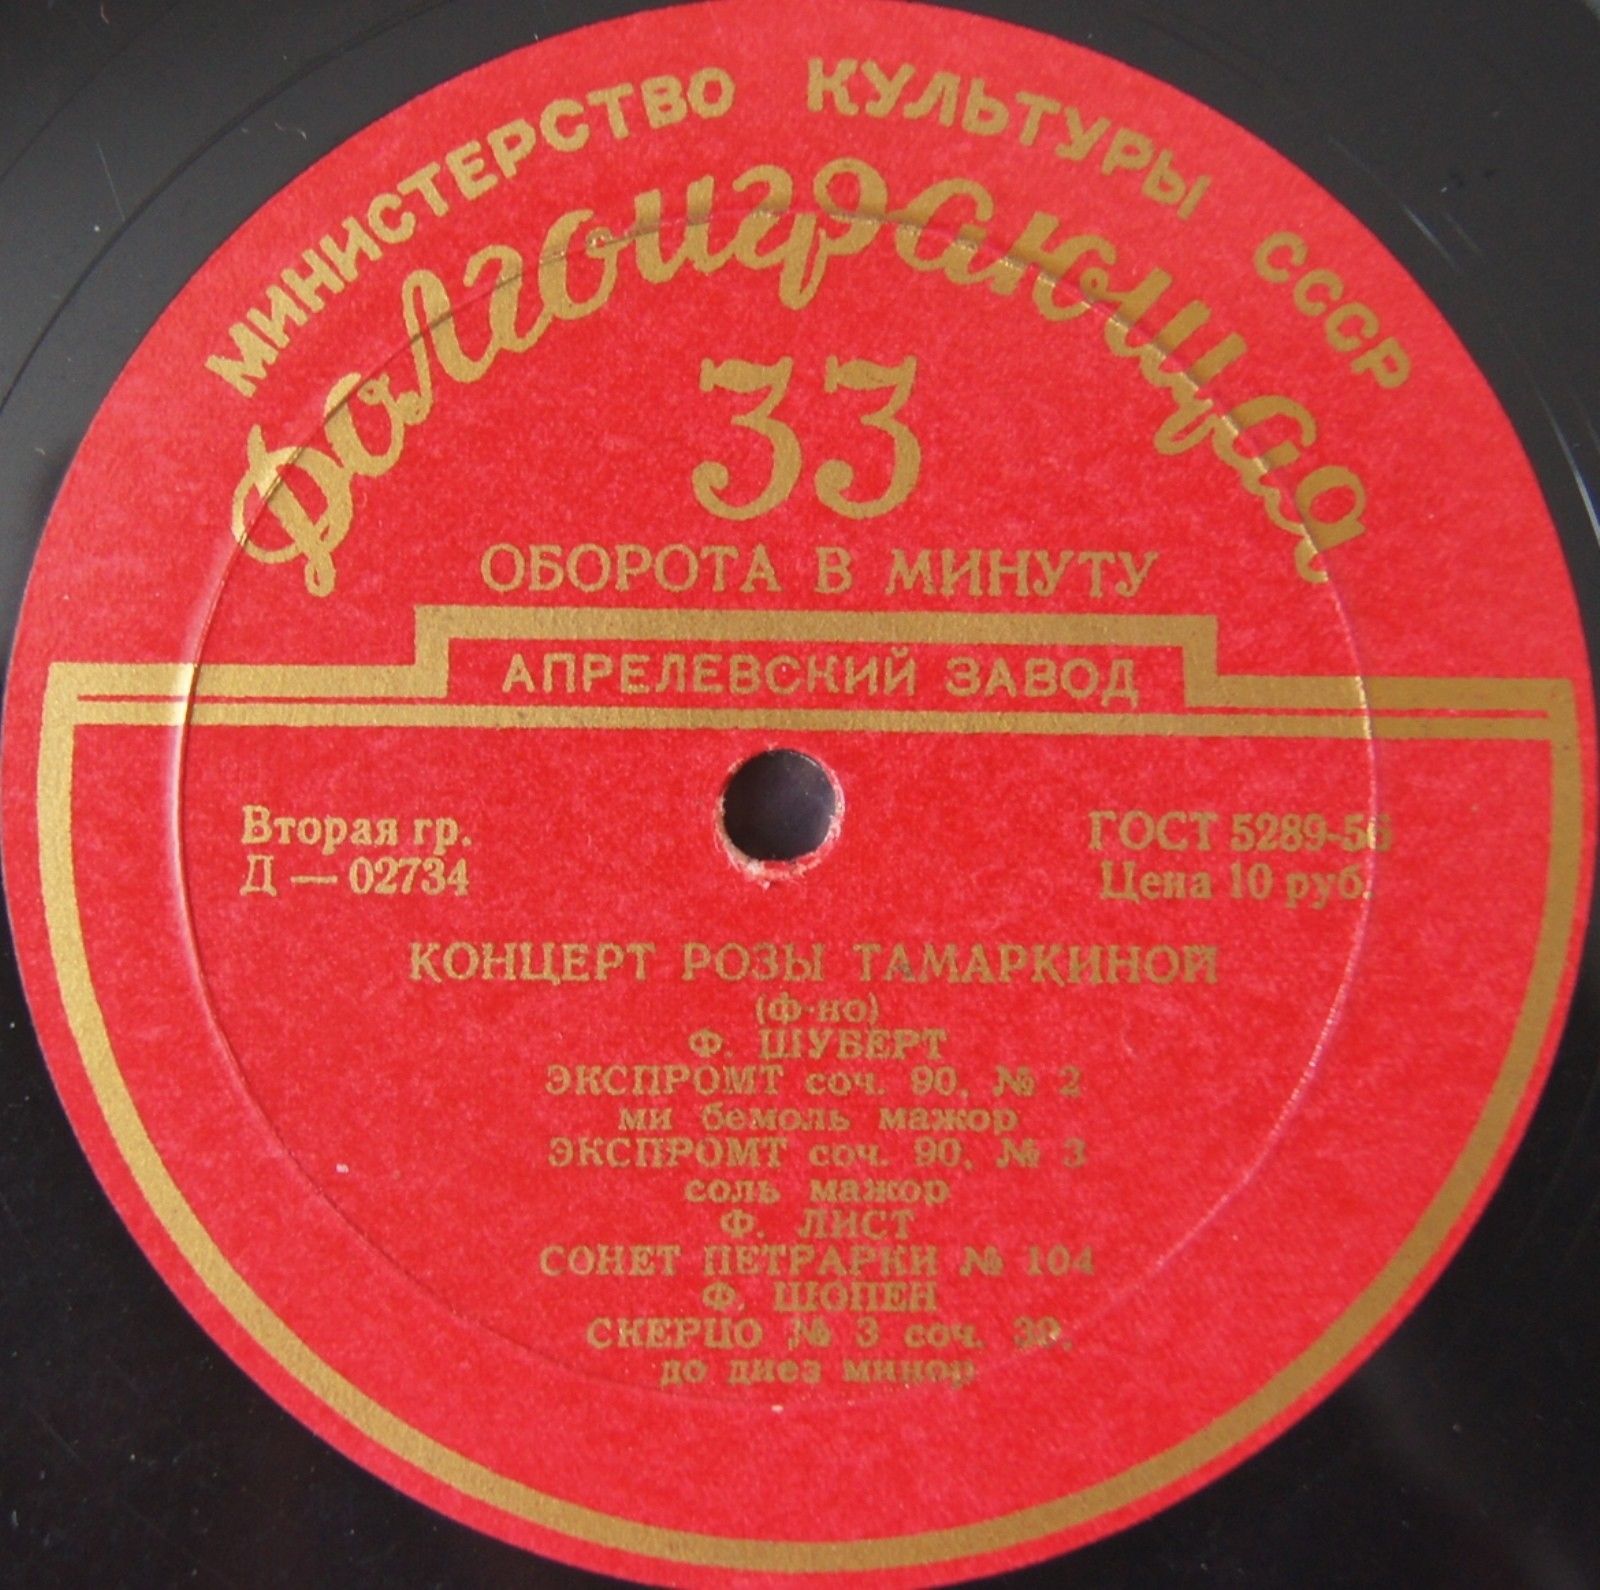 МИНИСТЕРСТВО КУЛЬТУРЫ СССР
Долгоиграющая
33
ОБОРОТА В МИНУТУ
АПРЕЛЕВСКИЙ ЗАВОД
Вторая гр.
Д — 02734
ГОСТ 5289-56
Цена 10 руб.
КОНЦЕРТ РОЗЫ ТАМАРКИНОЙ
(ф-но)
Ф. ШУБЕРТ
ЭКСПРОМТ соч. 90, № 2
ми бемоль мажор
ЭКСПРОМТ соч. 90, № 3
соль мажор
Ф. ЛИСТ
СОНЕТ ПЕТРАРКИ № 104
Ф. ШОПЕН
СКЕРЦО № 3 соч. 39,
до диез минор